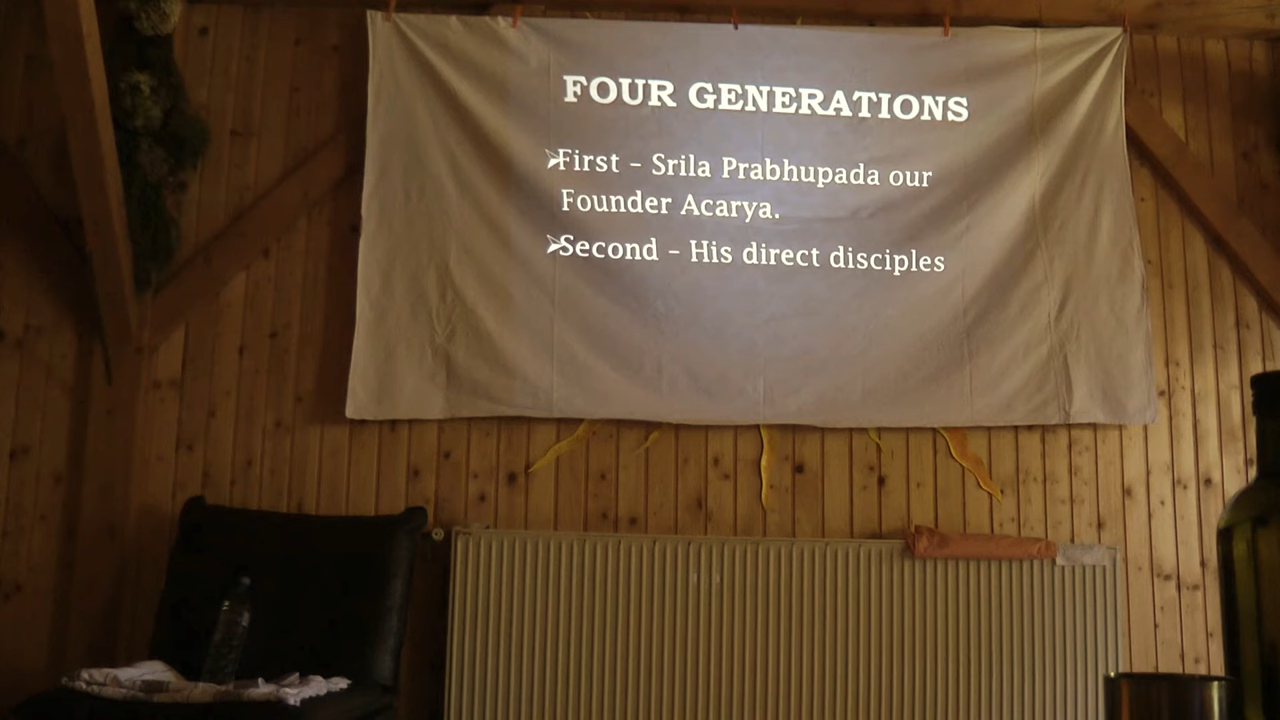 FOUR GENERATIONS
➢First – Srila Prabhupada our
Founder Acarya.
➢Second – His direct disciples